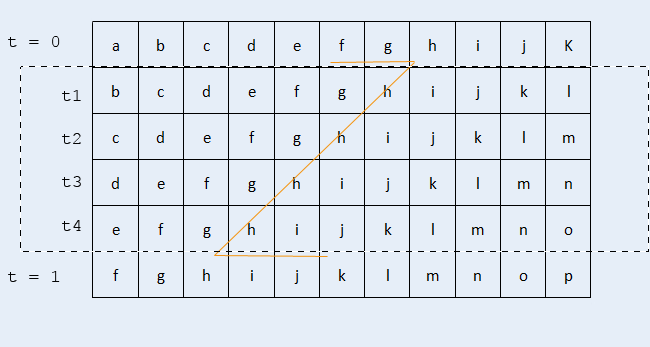 t = 0 a b c d e f g h i j K
t1 b c d e f g h i j k l
t2 c d e f g h i j k l m
t3 d e f g h i j k l m n
t4 e f g h i j k l m n o
t = 1 f g h i j k l m n o p